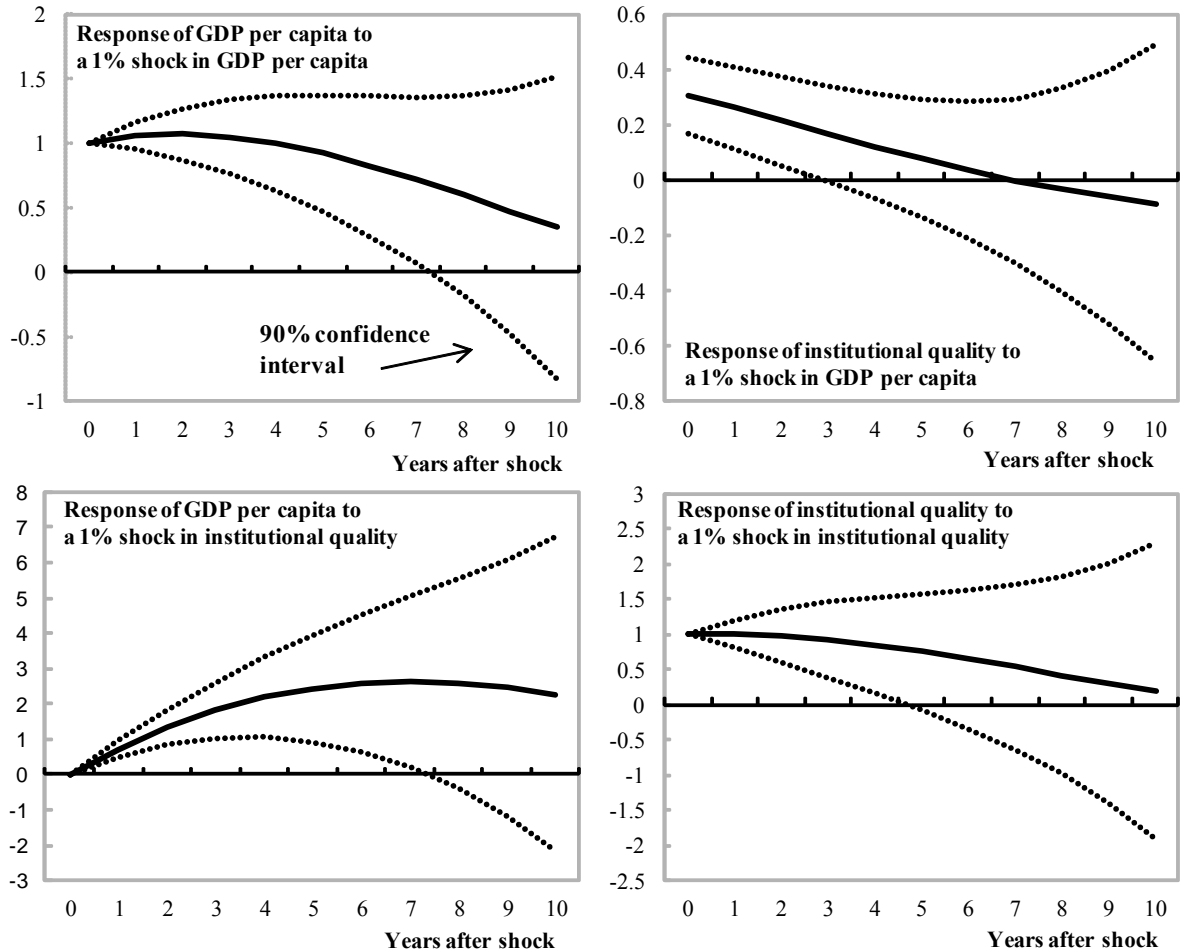 Response of GDP per capita to
a 1% shock in GDP per capita
2
1.5
1
0.5
0
-0.5
-1
90% confidence
interval
0 1 2 3 4 5 6 7 8 9 10
Years after shock
0.6
0.4
0.2
0
-0.2
-0.4
-0.6
-0.8
Response of institutional quality to
a 1% shock in GDP per capita
0 1 2 3 4 5 6 7 8 9 10
Years after shock
Response of GDP per capita to
a 1% shock in institutional quality
8
7
6
5
4
3
2
1
0
-1
-2
-3
0 1 2 3 4 5 6 7 8 9 10
Years after shock
Response of institutional quality to
a 1% shock in institutional quality
3
2.5
2
1.5
1
0.5
0
-0.5
-1
-1.5
-2
-2.5
0 1 2 3 4 5 6 7 8 9 10
Years after shock